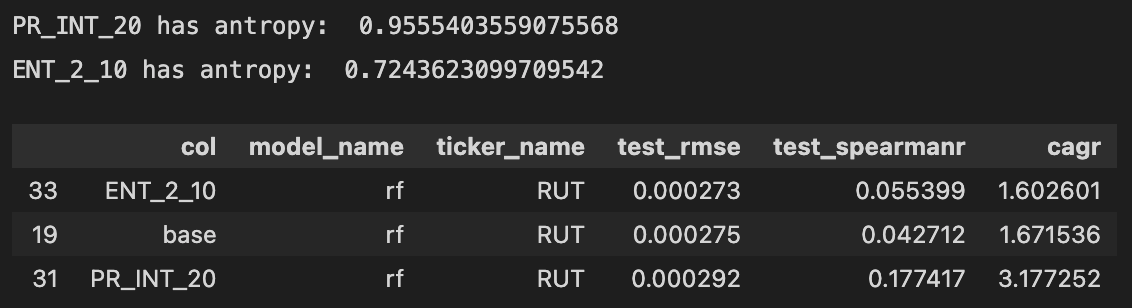 PR_INT_20 has antropy:  0.9555403559075568
ENT_2_10 has antropy:  0.7243623099709542
col model_name ticker_name test_rmse test_spearmanr cagr
33 ENT_2_10 rf RUT 0.000273 0.055399 1.602601
19 base rf RUT 0.000275 0.042712 1.671536
31 PR_INT_20 rf RUT 0.000292 0.177417 3.177252